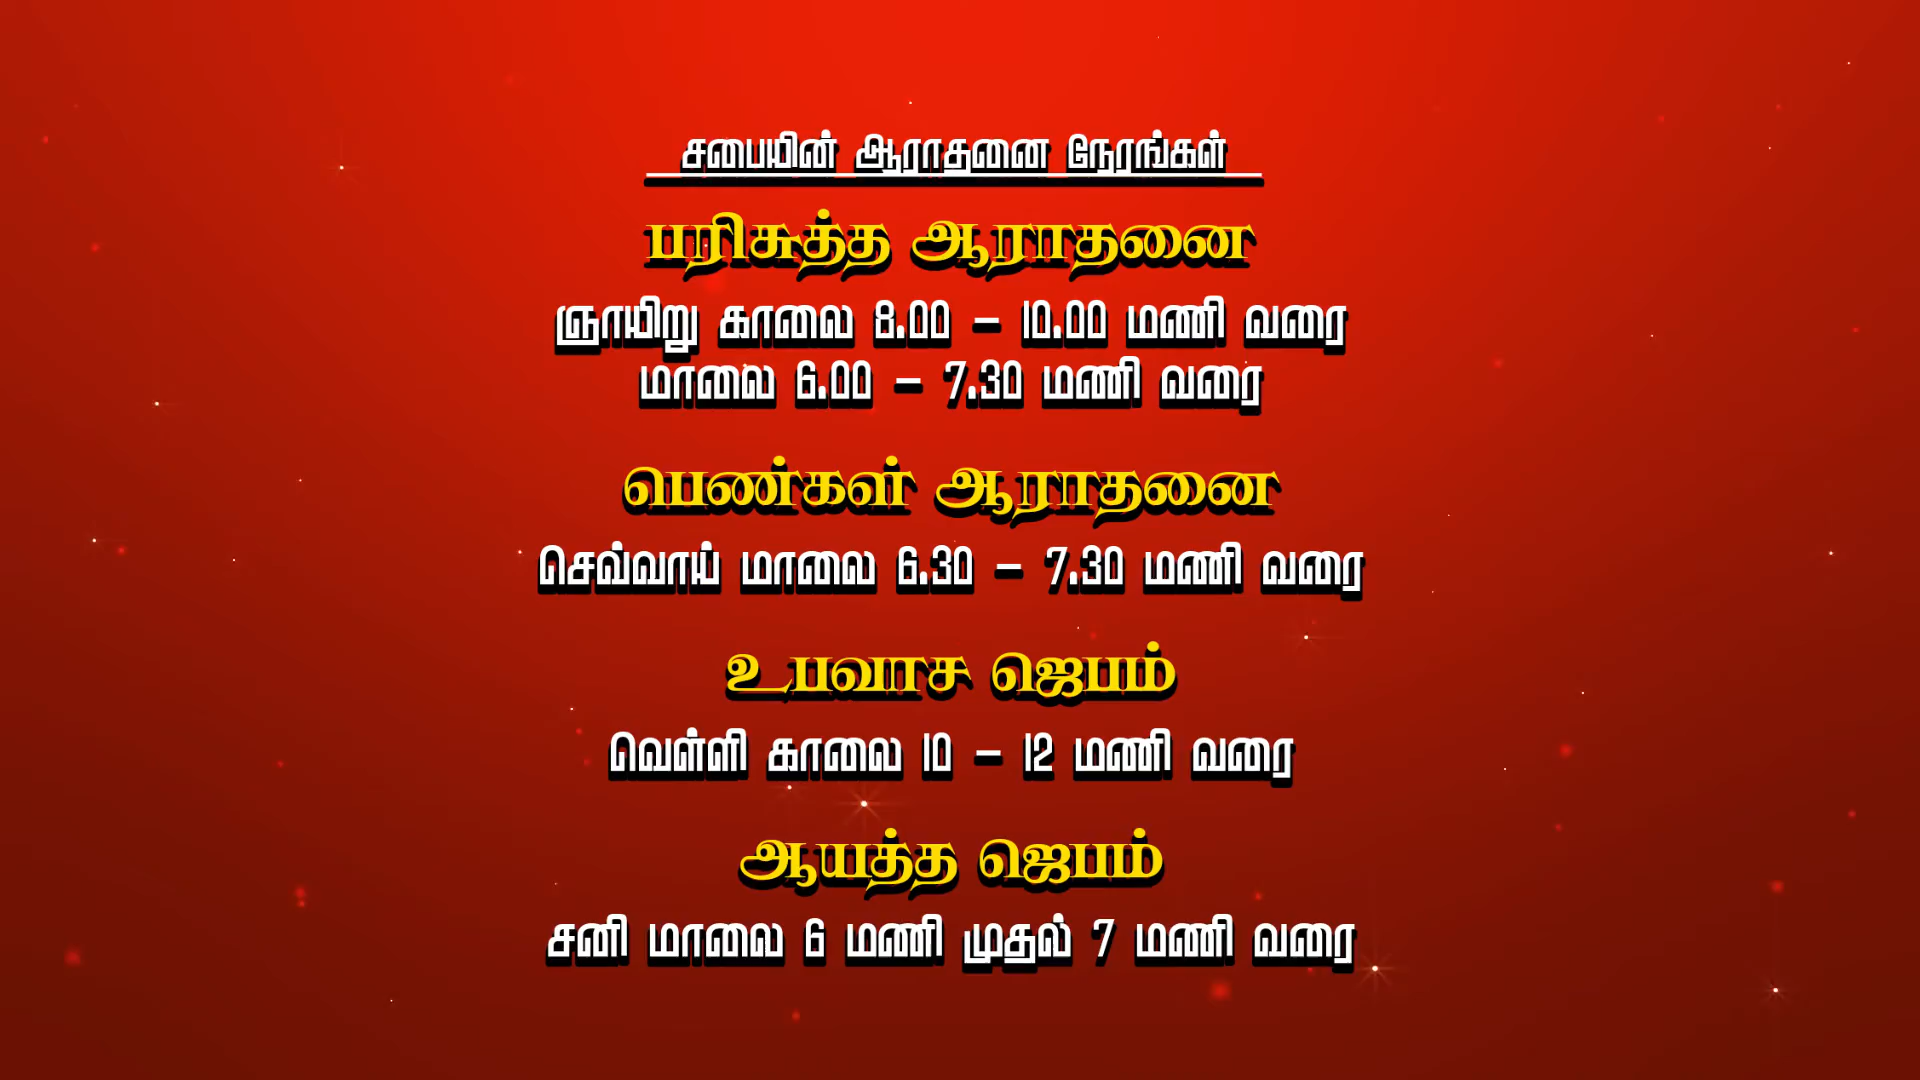 சபையின் ஆராதனை நேரங்கள்
பரிசுத்த ஆராதனை
ஞாயிறு காலை 8.00 - 10.00 மணி வரை
மாலை 6.00 - 7.30 மணி வரை
பெண்கள் ஆராதனை
செவ்வாய் மாலை 6.30 - 7.30 மணி வரை
உபவாச ஜெபம்
வெள்ளி காலை 10 - 12 மணி வரை
ஆயத்த ஜெபம்
சனி மாலை 6 மணி முதல் 7 மணி வரை